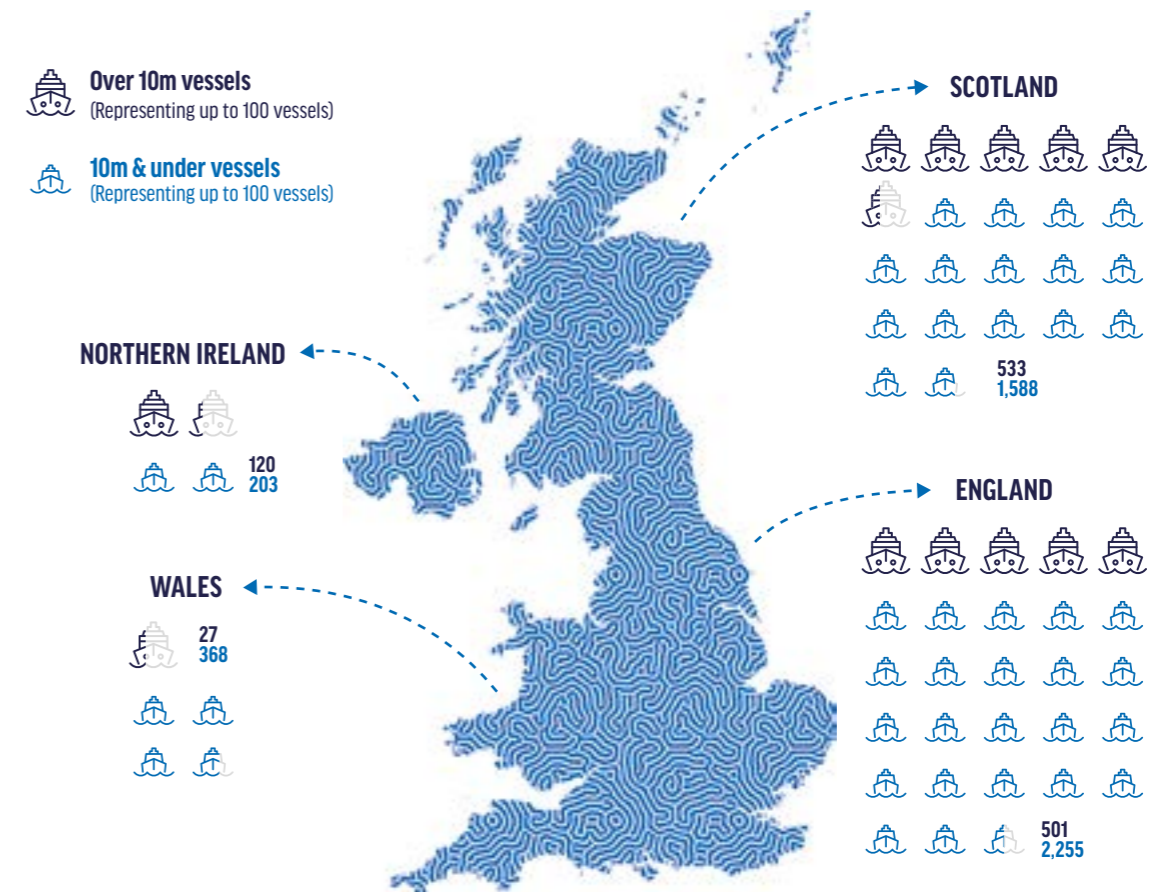 Over 10m vessels
(Representing up to 100 vessels)
10m & under vessels
(Representing up to 100 vessels)
SCOTLAND
533
1,588
NORTHERN IRELAND
120
203
ENGLAND
501
2,255
WALES
27
368